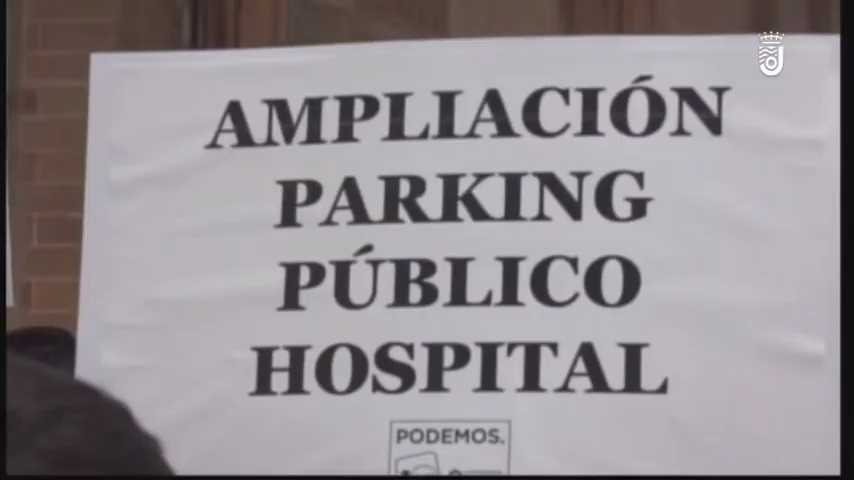 AMPLIACIÓN
PARKING
PÚBLICO
HOSPITAL
PODEMOS.